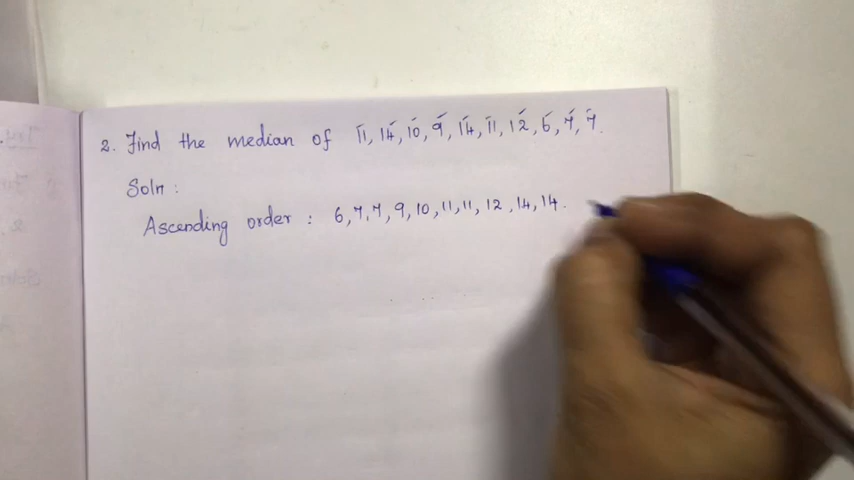 2. Find the median of 11, 14, 10, 9, 14, 11, 12, 6, 7, 7.
Soln :
Ascending order : 6, 7, 7, 9, 10, 11, 11, 12, 14, 14.